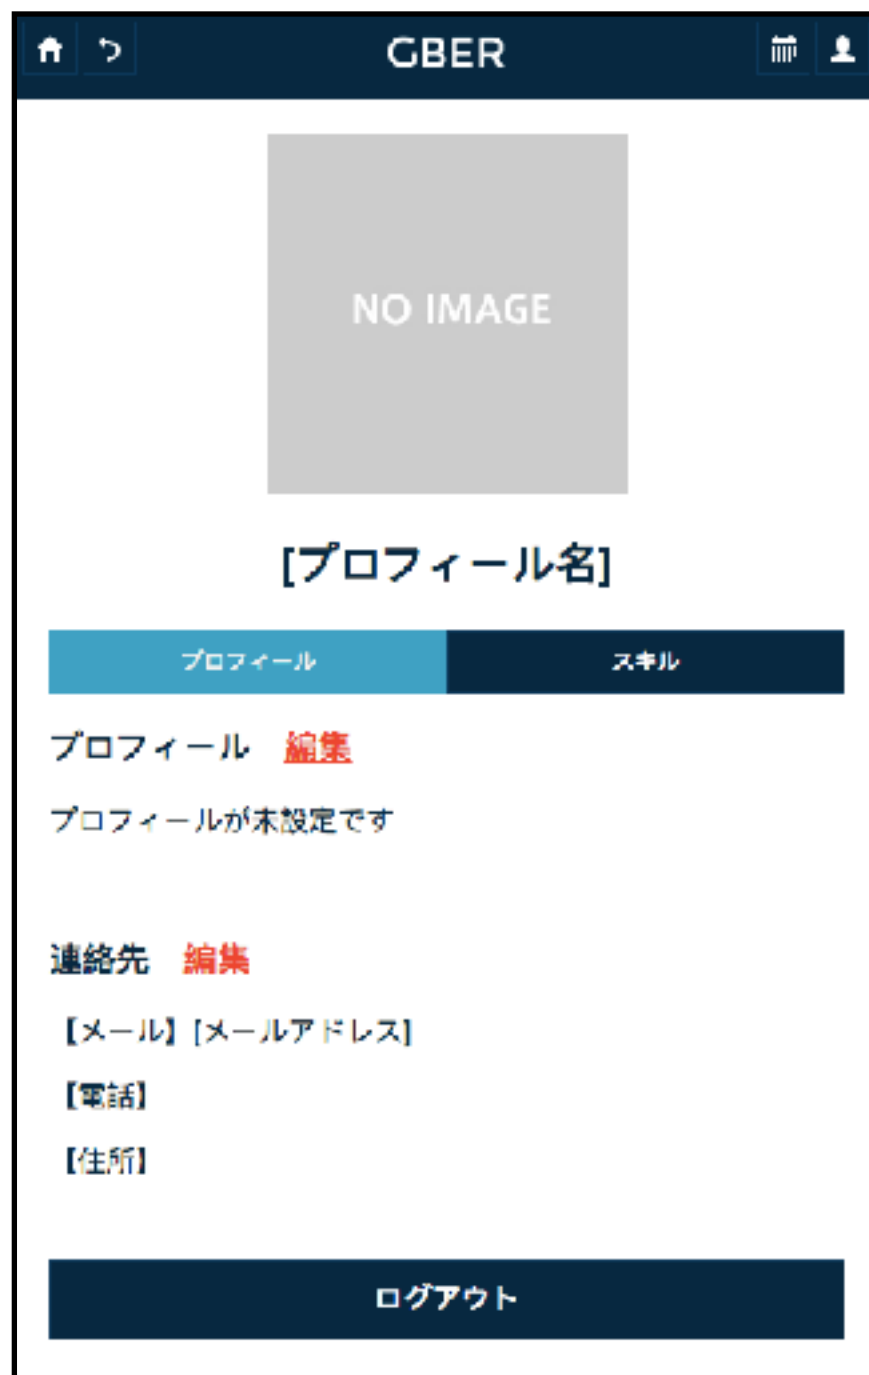 GBER
NO IMAGE
[プロフィール名]
プロフィール
スキル
プロフィール 編集
プロフィールが未設定です
連絡先 編集
【メール】[メールアドレス]
【電話】
【住所】
ログアウト